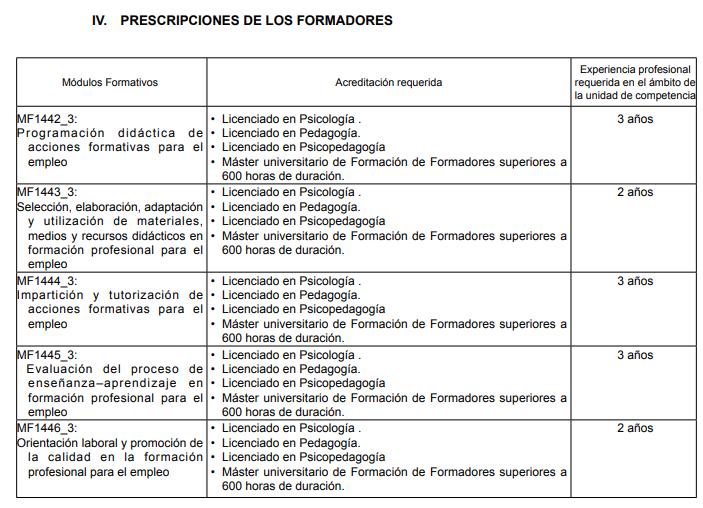 IV. PRESCRIPCIONES DE LOS FORMADORES
Módulos Formativos
Acreditación requerida
Experiencia profesional
requerida en el ámbito de
la unidad de competencia
MF1442_3:
Programación didáctica de
acciones formativas para el
empleo
• Licenciado en Psicología .
• Licenciado en Pedagogía.
• Licenciado en Psicopedagogía
• Máster universitario de Formación de Formadores superiores a
600 horas de duración.
3 años
MF1443_3:
Selección, elaboración, adaptación
y utilización de materiales,
medios y recursos didácticos en
formación profesional para el
empleo
• Licenciado en Psicología .
• Licenciado en Pedagogía.
• Licenciado en Psicopedagogía
• Máster universitario de Formación de Formadores superiores a
600 horas de duración.
2 años
MF1444_3:
Impartición y tutorización de
acciones formativas para el
empleo
• Licenciado en Psicología .
• Licenciado en Pedagogía.
• Licenciado en Psicopedagogía
• Máster universitario de Formación de Formadores superiores a
600 horas de duración.
3 años
MF1445_3:
Evaluación del proceso de
enseñanza–aprendizaje en
formación profesional para el
empleo
• Licenciado en Psicología .
• Licenciado en Pedagogía.
• Licenciado en Psicopedagogía
• Máster universitario de Formación de Formadores superiores a
600 horas de duración.
3 años
MF1446_3:
Orientación laboral y promoción de
la calidad en la formación
profesional para el empleo
• Licenciado en Psicología .
• Licenciado en Pedagogía.
• Licenciado en Psicopedagogía
• Máster universitario de Formación de Formadores superiores a
600 horas de duración.
2 años